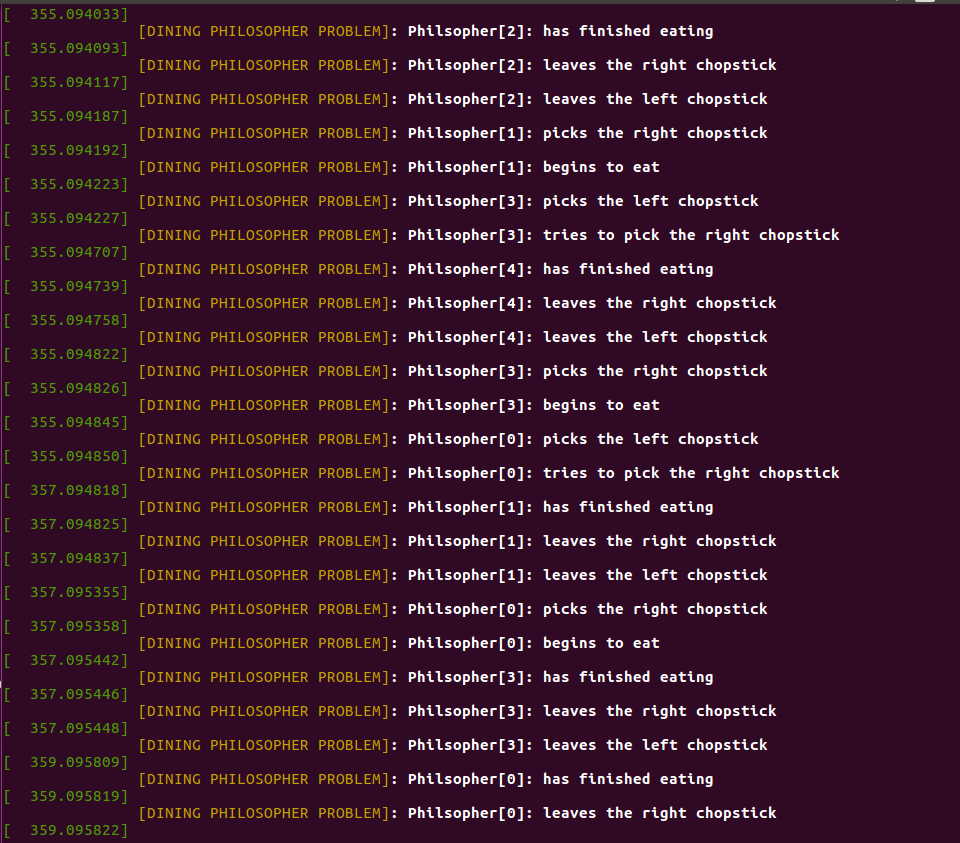 [  355.094033]
[DINING PHILOSOPHER PROBLEM]: Philsopher[2]: has finished eating
[  355.094093]
[DINING PHILOSOPHER PROBLEM]: Philsopher[2]: leaves the right chopstick
[  355.094117]
[DINING PHILOSOPHER PROBLEM]: Philsopher[2]: leaves the left chopstick
[  355.094187]
[DINING PHILOSOPHER PROBLEM]: Philsopher[1]: picks the right chopstick
[  355.094192]
[DINING PHILOSOPHER PROBLEM]: Philsopher[1]: begins to eat
[  355.094223]
[DINING PHILOSOPHER PROBLEM]: Philsopher[3]: picks the left chopstick
[  355.094227]
[DINING PHILOSOPHER PROBLEM]: Philsopher[3]: tries to pick the right chopstick
[  355.094707]
[DINING PHILOSOPHER PROBLEM]: Philsopher[4]: has finished eating
[  355.094739]
[DINING PHILOSOPHER PROBLEM]: Philsopher[4]: leaves the right chopstick
[  355.094758]
[DINING PHILOSOPHER PROBLEM]: Philsopher[4]: leaves the left chopstick
[  355.094822]
[DINING PHILOSOPHER PROBLEM]: Philsopher[3]: picks the right chopstick
[  355.094826]
[DINING PHILOSOPHER PROBLEM]: Philsopher[3]: begins to eat
[  355.094845]
[DINING PHILOSOPHER PROBLEM]: Philsopher[0]: picks the left chopstick
[  355.094850]
[DINING PHILOSOPHER PROBLEM]: Philsopher[0]: tries to pick the right chopstick
[  357.094818]
[DINING PHILOSOPHER PROBLEM]: Philsopher[1]: has finished eating
[  357.094825]
[DINING PHILOSOPHER PROBLEM]: Philsopher[1]: leaves the right chopstick
[  357.094837]
[DINING PHILOSOPHER PROBLEM]: Philsopher[1]: leaves the left chopstick
[  357.095355]
[DINING PHILOSOPHER PROBLEM]: Philsopher[0]: picks the right chopstick
[  357.095358]
[DINING PHILOSOPHER PROBLEM]: Philsopher[0]: begins to eat
[  357.095442]
[DINING PHILOSOPHER PROBLEM]: Philsopher[3]: has finished eating
[  357.095446]
[DINING PHILOSOPHER PROBLEM]: Philsopher[3]: leaves the right chopstick
[  357.095448]
[DINING PHILOSOPHER PROBLEM]: Philsopher[3]: leaves the left chopstick
[  359.095809]
[DINING PHILOSOPHER PROBLEM]: Philsopher[0]: has finished eating
[  359.095819]
[DINING PHILOSOPHER PROBLEM]: Philsopher[0]: leaves the right chopstick
[  359.095822]